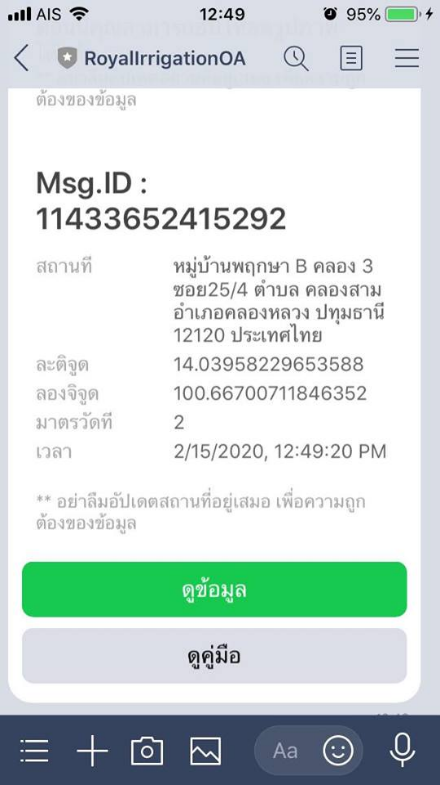 AIS 12:49 95%
RoyalIrrigationOA
ต้องของข้อมูล
Msg.ID :
11433652415292
สถานที่ หมู่บ้านพฤกษา B คลอง 3
ซอย25/4 ตำบล คลองสาม
อำเภอคลองหลวง ปทุมธานี
12120 ประเทศไทย
ละติจูด 14.03958229653588
ลองจิจูด 100.66700711846352
มาตรวัดที่ 2
เวลา 2/15/2020, 12:49:20 PM
** อย่าลืมอัปเดตสถานที่อยู่เสมอ เพื่อความถูก
ต้องของข้อมูล
ดูข้อมูล
ดูคู่มือ
Aa